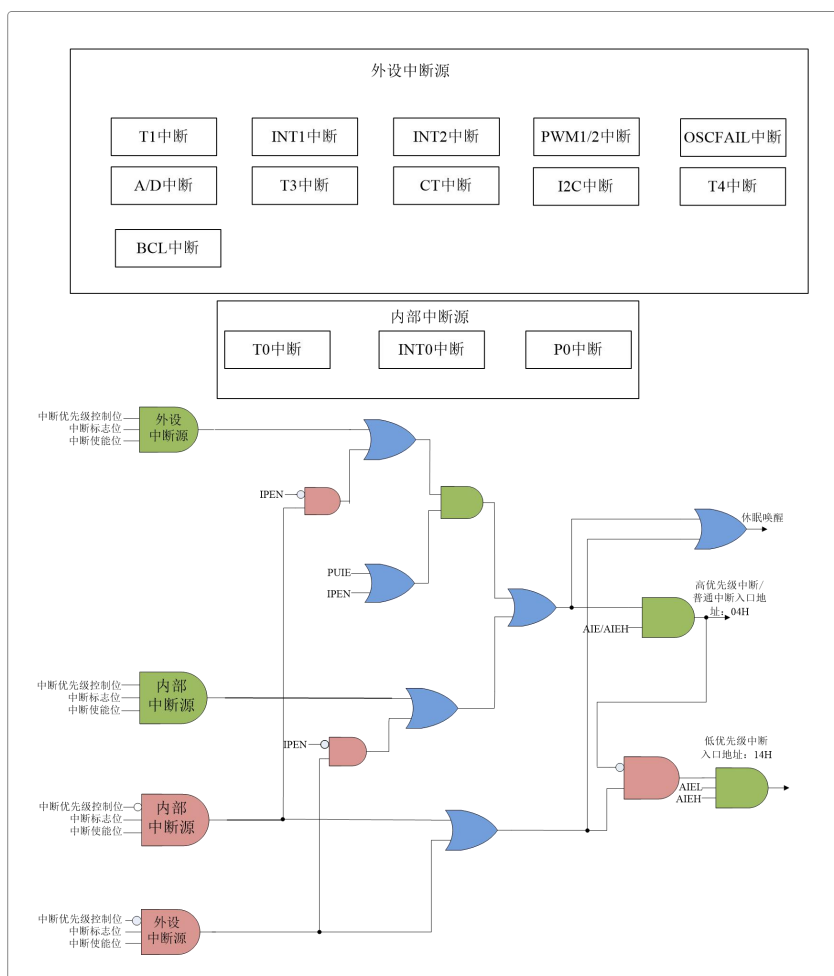 外设中断源
T1中断
INT1中断
INT2中断
PWM1/2中断
OSCFAIL中断
A/D中断
T3中断
CT中断
I2C中断
T4中断
BCL中断
内部中断源
T0中断
INT0中断
P0中断
中断优先级控制位
中断标志位
中断使能位
外设
中断源
IPEN
PUIE
IPEN
休眠唤醒
高优先级中断/
普通中断入口地
址：04H
AIE/AIEH
中断优先级控制位
中断标志位
中断使能位
内部
中断源
IPEN
低优先级中断
入口地址：14H
AIEL
AIEH
中断优先级控制位
中断标志位
中断使能位
内部
中断源
中断优先级控制位
中断标志位
中断使能位
外设
中断源